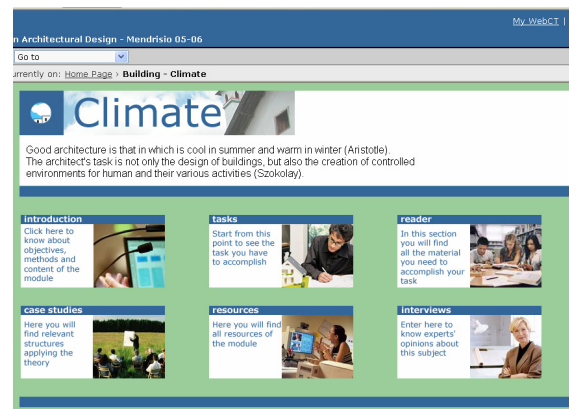 My WebCT |
n Architectural Design - Mendrisio 05-06
Go to
urrently on: Home Page › Building - Climate
Climate
Good architecture is that in which is cool in summer and warm in winter (Aristotle).
The architect's task is not only the design of buildings, but also the creation of controlled
environments for human and their various activities (Szokolay).
introduction
Click here to
know about
objectives,
methods and
content of the
module
tasks
Start from this
point to see the
task you have
to accomplish
reader
In this section
you will find
all the material
you need to
accomplish your
task
case studies
Here you will
find relevant
structures
applying the
theory
resources
Here you will find
all resources of
the module
interviews
Enter here to
know experts'
opinions about
this subject